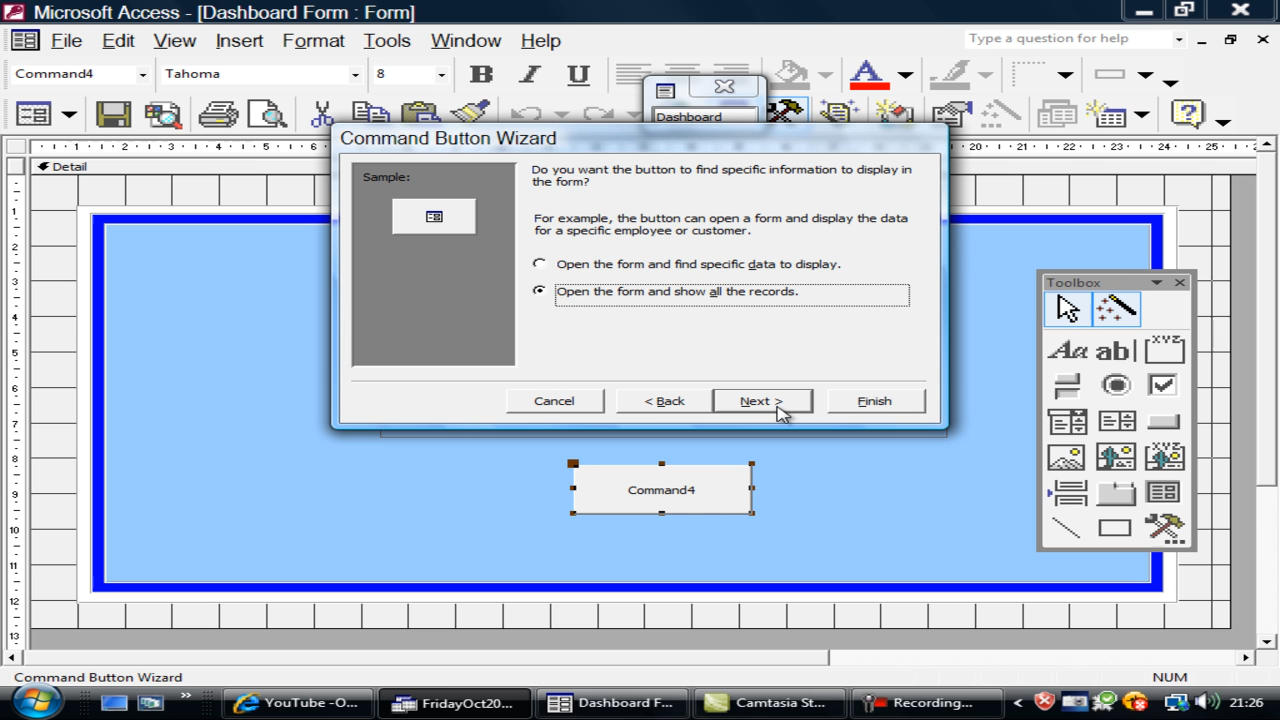 Microsoft Access - [Dashboard Form : Form]
File Edit View Insert Format Tools Window Help
Type a question for help
Command4 Tahoma 8 B I U A
Dashboard
Command Button Wizard
Detail
Sample:
Do you want the button to find specific information to display in
the form?
For example, the button can open a form and display the data
for a specific employee or customer.
Open the form and find specific data to display.
Open the form and show all the records.
Cancel < Back Next > Finish
Toolbox
Aa ab| XYZ
XYZ
Command4
Command Button Wizard
NUM
YouTube -O... FridayOct20... Dashboard F... Camtasia St... Recording... 21:26